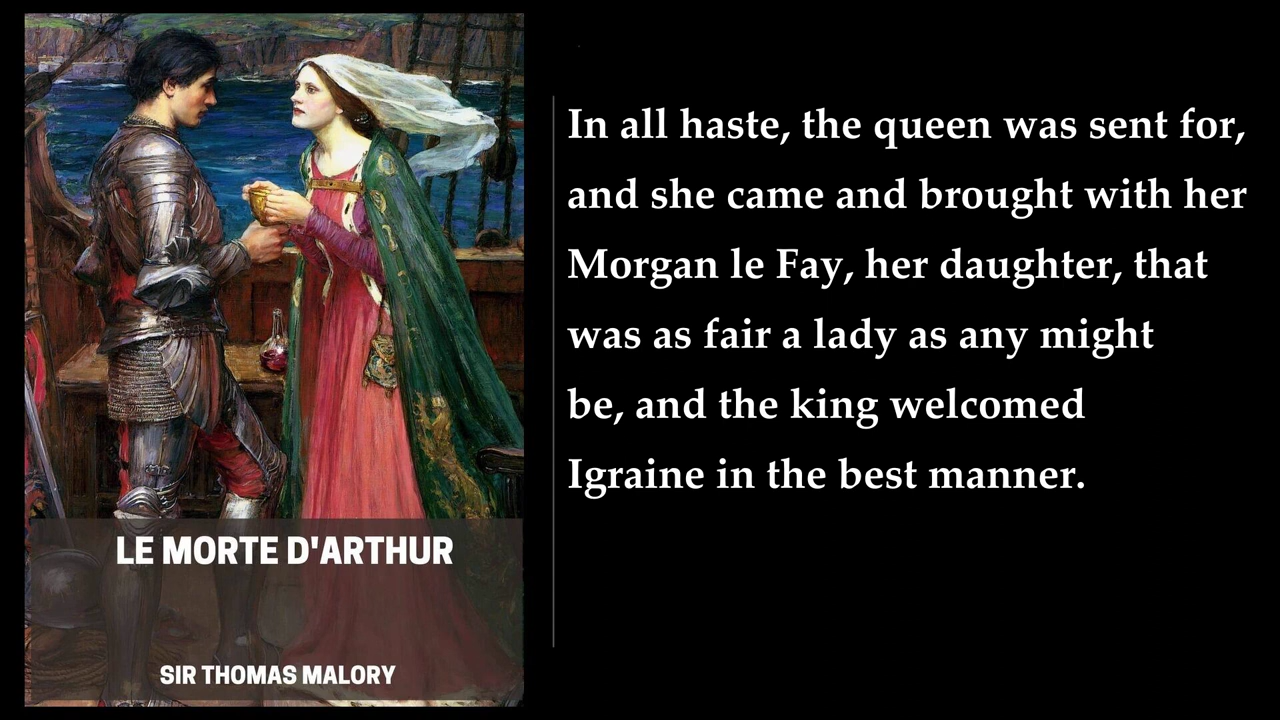 LE MORTE D'ARTHUR
SIR THOMAS MALORY
In all haste, the queen was sent for,
and she came and brought with her
Morgan le Fay, her daughter, that
was as fair a lady as any might
be, and the king welcomed
Igraine in the best manner.